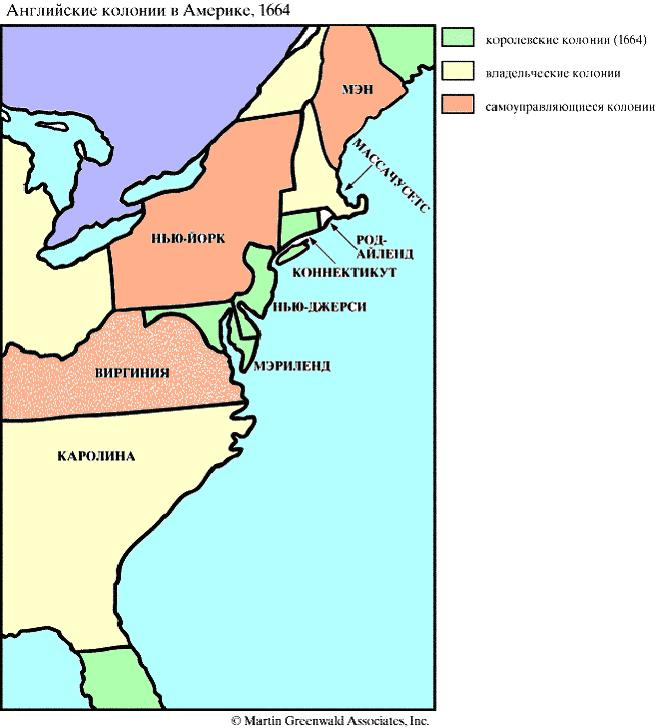 Английские колонии в Америке, 1664
королевские колонии (1664)
владельческие колонии
самоуправляющиеся колонии
МЭН
МАССАЧУСЕТС
НЬЮ-ЙОРК
РОД-
АЙЛЕНД
КОННЕКТИКУТ
НЬЮ-ДЖЕРСИ
МЭРИЛЕНД
ВИРГИНИЯ
КАРОЛИНА
© Martin Greenwald Associates, Inc.